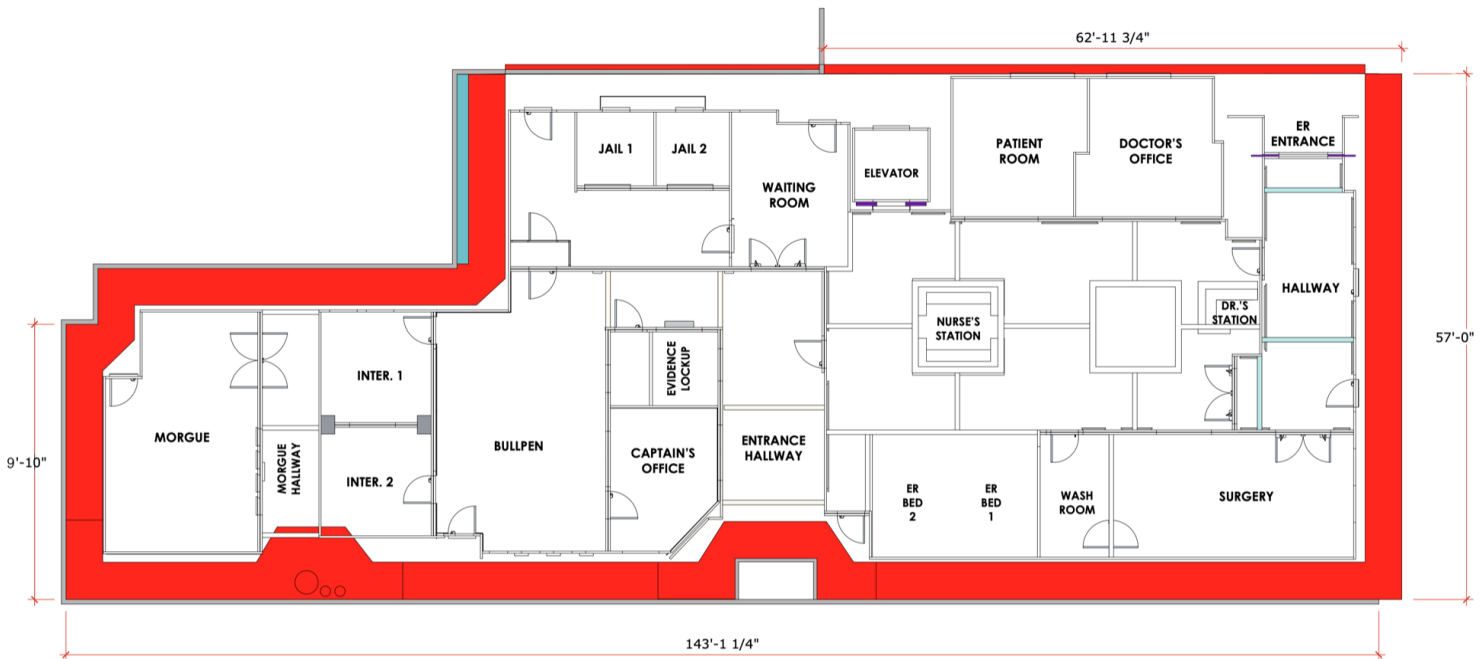 62'-11 3/4"
ER
ENTRANCE
JAIL 1
JAIL 2
PATIENT
ROOM
DOCTOR'S
OFFICE
ELEVATOR
WAITING
ROOM
HALLWAY
DR.'S
STATION
NURSE'S
STATION
57'-0"
EVIDENCE
LOCKUP
INTER. 1
MORGUE
BULLPEN
ENTRANCE
HALLWAY
CAPTAIN'S
OFFICE
9'-10"
MORGUE
HALLWAY
INTER. 2
ER
BED
2
ER
BED
1
WASH
ROOM
SURGERY
143'-1 1/4"